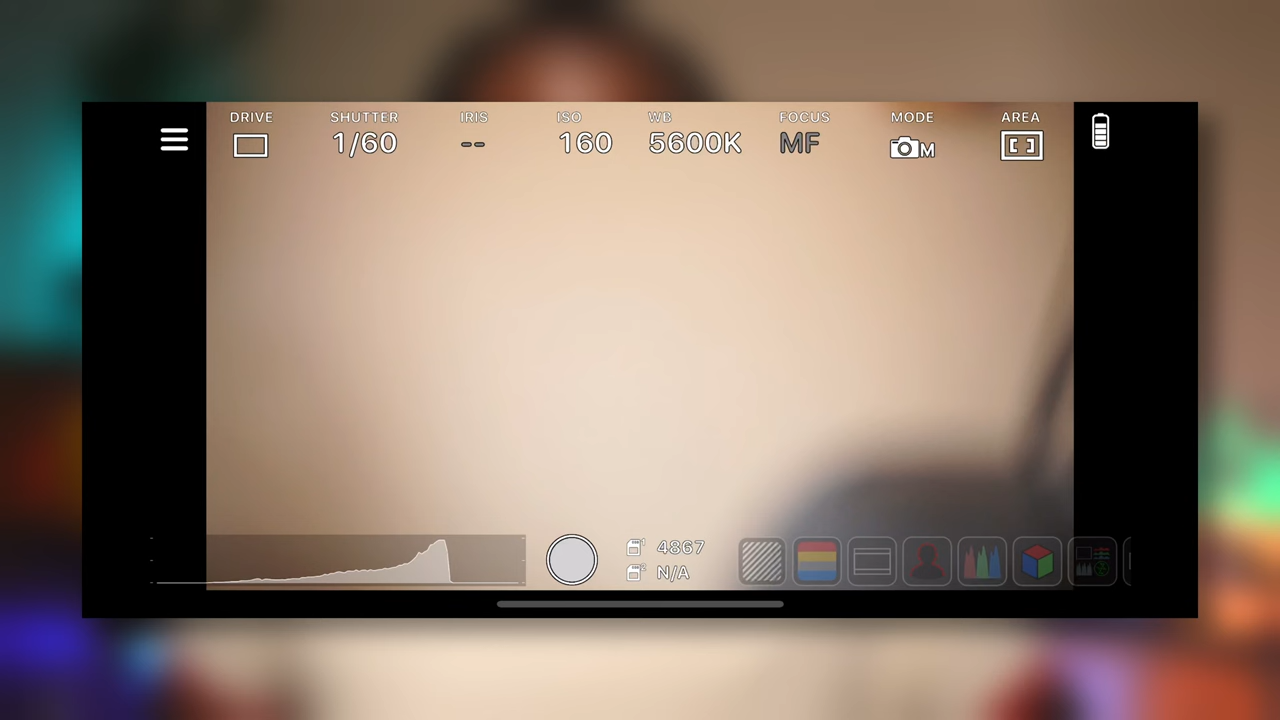 DRIVE SHUTTER IRIS ISO WB FOCUS MODE AREA
1/60 -- 160 5600K MF M
4867
N/A